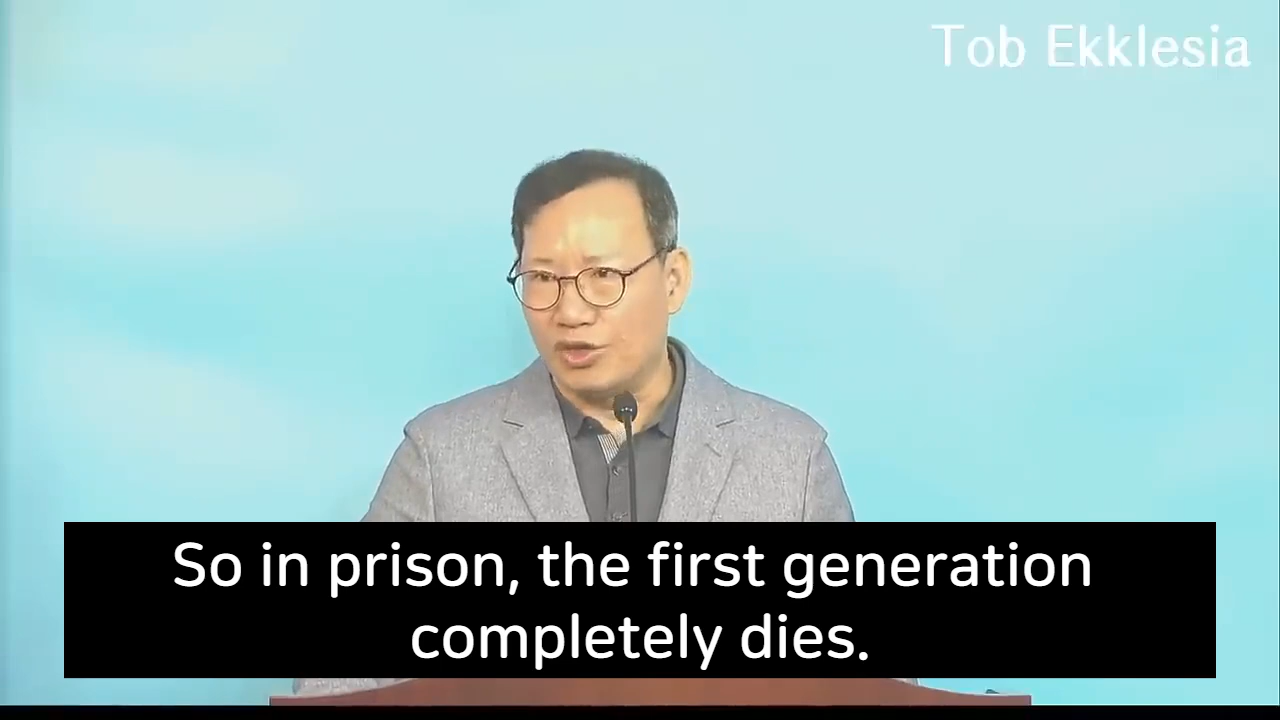 Tob Ekklesia
So in prison, the first generation
completely dies.